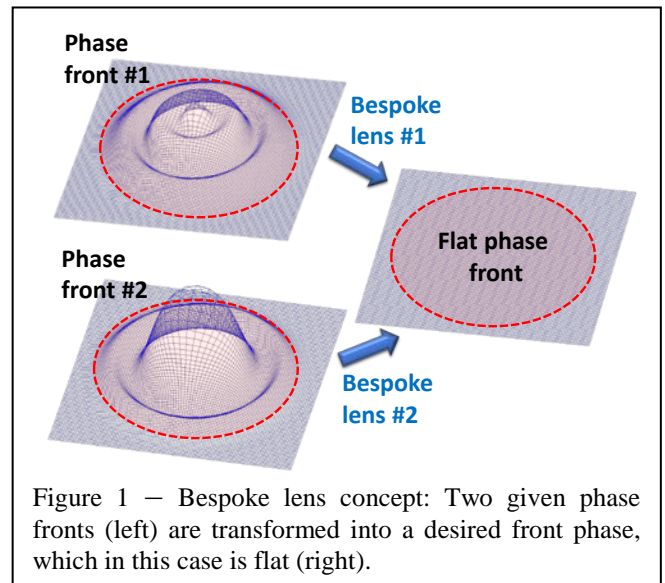 Phase
front #1
Bespoke
lens #1
Flat phase
front
Phase
front #2
Bespoke
lens #2
Figure 1 — Bespoke lens concept: Two given phase
fronts (left) are transformed into a desired front phase,
which in this case is flat (right).